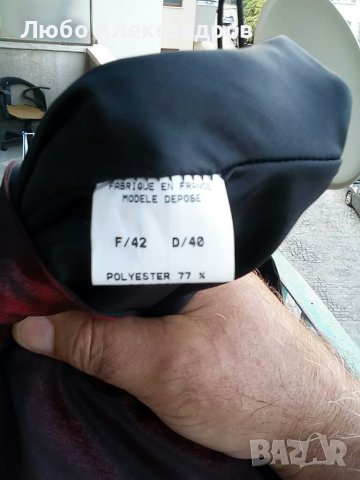 Любо Александров
FABRIQUE EN FRANCE
MODELE DEPOSE
F/42 D/40
POLYESTER 77 %
BAZAR